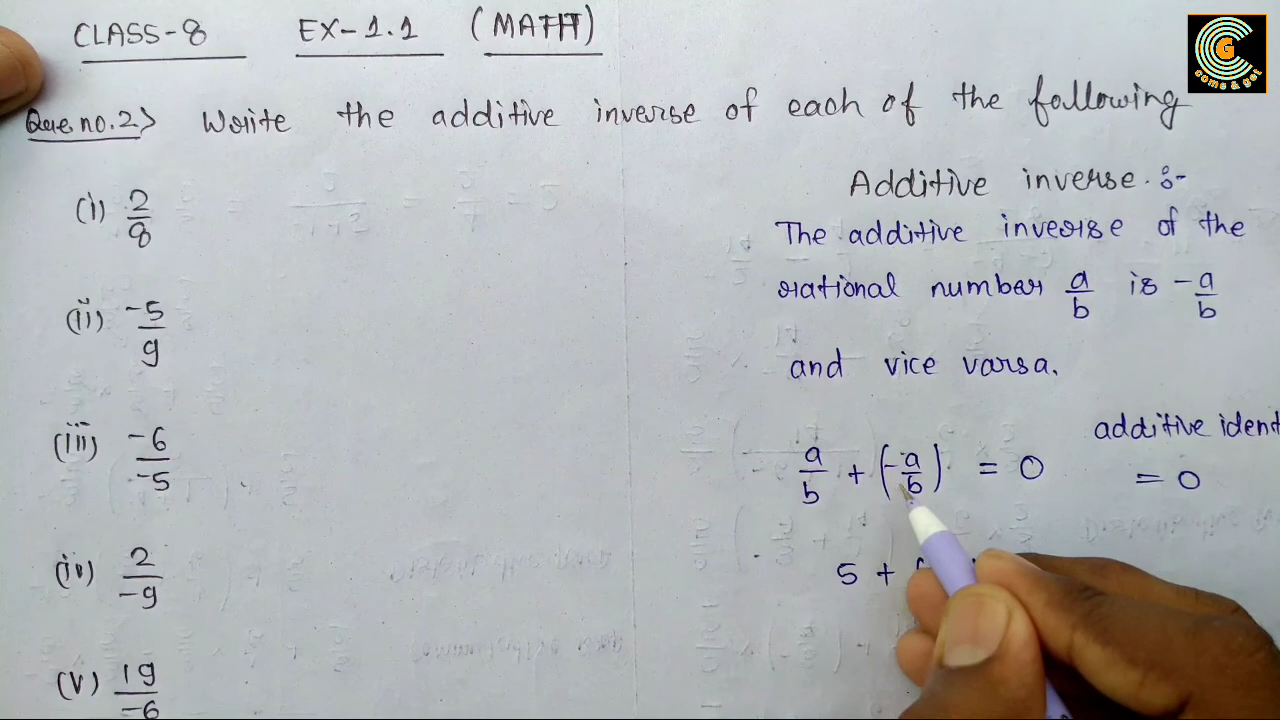 CLASS-8 EX-1.1 (MATH)
G
come & get
Que no.2> Write the additive inverse of each of the following
(i) 2/8
(ii) -5/9
(iii) -6/-5
(iv) 2/-9
(v) 19/-6
Additive inverse :-
The additive inverse of the
rational number a/b is -a/b
and vice varsa.
additive ident
a/b + (-a/b) = 0
= 0
5 +